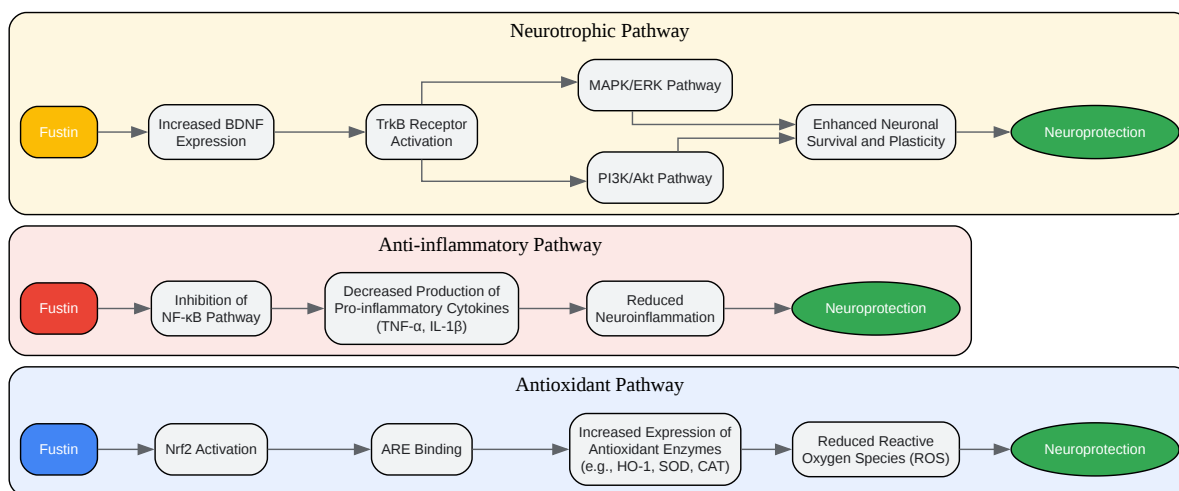 Neurotrophic Pathway
Fustin
Increased BDNF
Expression
TrkB Receptor
Activation
MAPK/ERK Pathway
PI3K/Akt Pathway
Enhanced Neuronal
Survival and Plasticity
Neuroprotection
Anti-inflammatory Pathway
Fustin
Inhibition of
NF-κB Pathway
Decreased Production of
Pro-inflammatory Cytokines
(TNF-α, IL-1β)
Reduced
Neuroinflammation
Neuroprotection
Antioxidant Pathway
Fustin
Nrf2 Activation
ARE Binding
Increased Expression of
Antioxidant Enzymes
(e.g., HO-1, SOD, CAT)
Reduced Reactive
Oxygen Species (ROS)
Neuroprotection